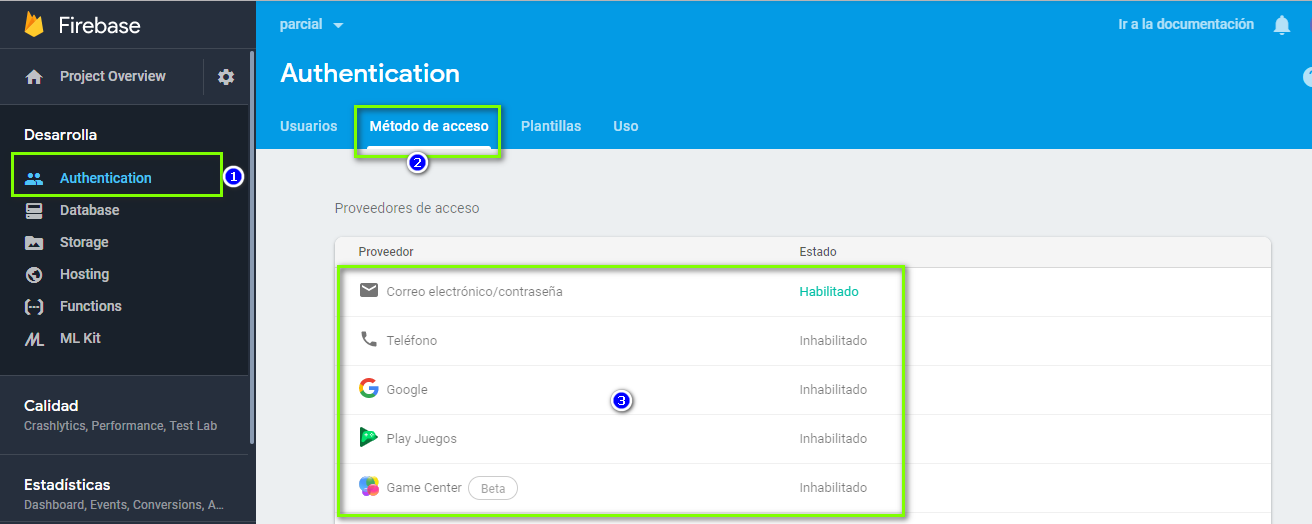 Firebase
parcial
Ir a la documentación
Project Overview
Authentication
Usuarios
Método de acceso
Plantillas
Uso
2
Desarrolla
Authentication
1
Database
Storage
Hosting
Functions
ML Kit
Calidad
Crashlytics, Performance, Test Lab
Estadísticas
Dashboard, Events, Conversions, A...
Proveedores de acceso
Proveedor Estado
Correo electrónico/contraseña Habilitado
Teléfono Inhabilitado
Google Inhabilitado
3
Play Juegos Inhabilitado
Game Center Beta Inhabilitado